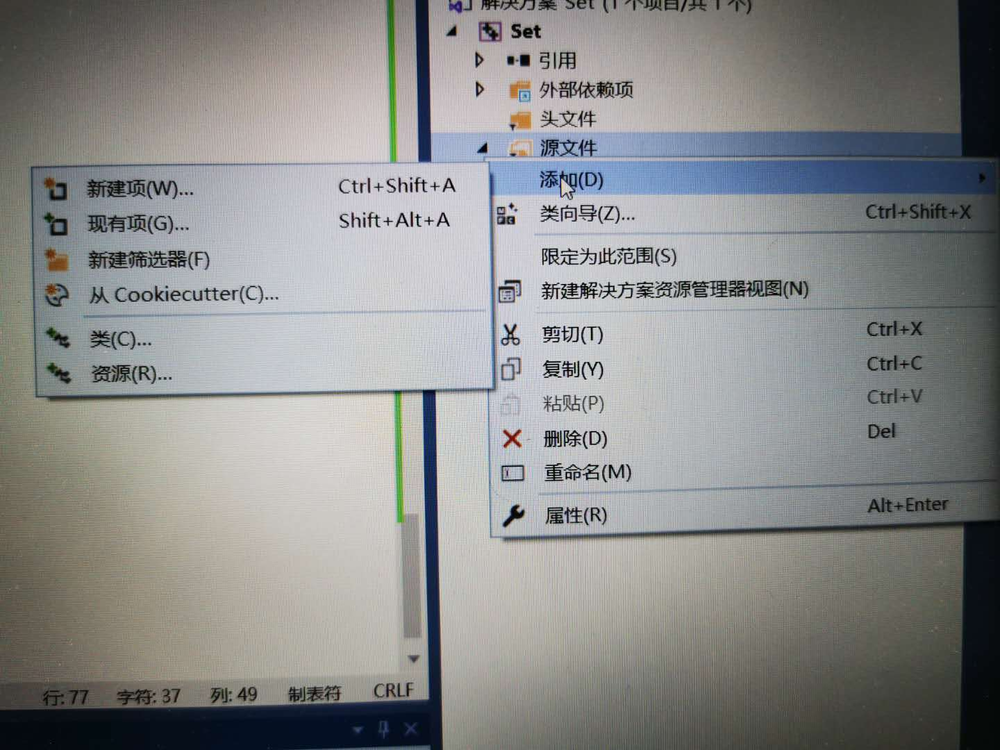 解决方案 Set (1 个项目/共 1 个)
Set
引用
外部依赖项
头文件
源文件
添加(D)
类向导(Z)... Ctrl+Shift+X
限定为此范围(S)
新建解决方案资源管理器视图(N)
剪切(T) Ctrl+X
复制(Y) Ctrl+C
粘贴(P) Ctrl+V
删除(D) Del
重命名(M)
属性(R) Alt+Enter
新建项(W)... Ctrl+Shift+A
现有项(G)... Shift+Alt+A
新建筛选器(F)
从 Cookiecutter(C)...
类(C)...
资源(R)...
行: 77 字符: 37 列: 49 制表符 CRLF